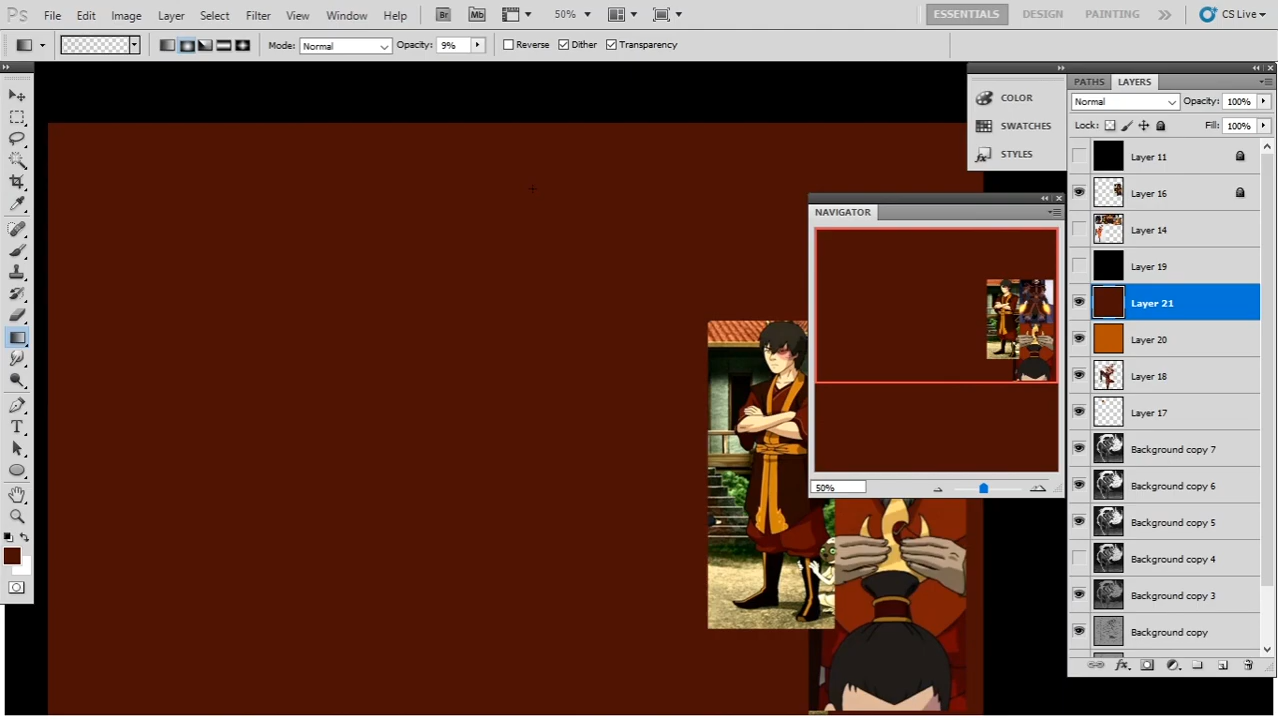 Ps File Edit Image Layer Select Filter View Window Help Br Mb 50% ESSENTIALS DESIGN PAINTING CS Live
Mode: Normal Opacity: 9% Reverse Dither Transparency
PATHS LAYERS
Normal Opacity: 100%
Lock: Fill: 100%
COLOR
SWATCHES
STYLES
NAVIGATOR
50%
Layer 11
Layer 16
Layer 14
Layer 19
Layer 21
Layer 20
Layer 18
Layer 17
Background copy 7
Background copy 6
Background copy 5
Background copy 4
Background copy 3
Background copy